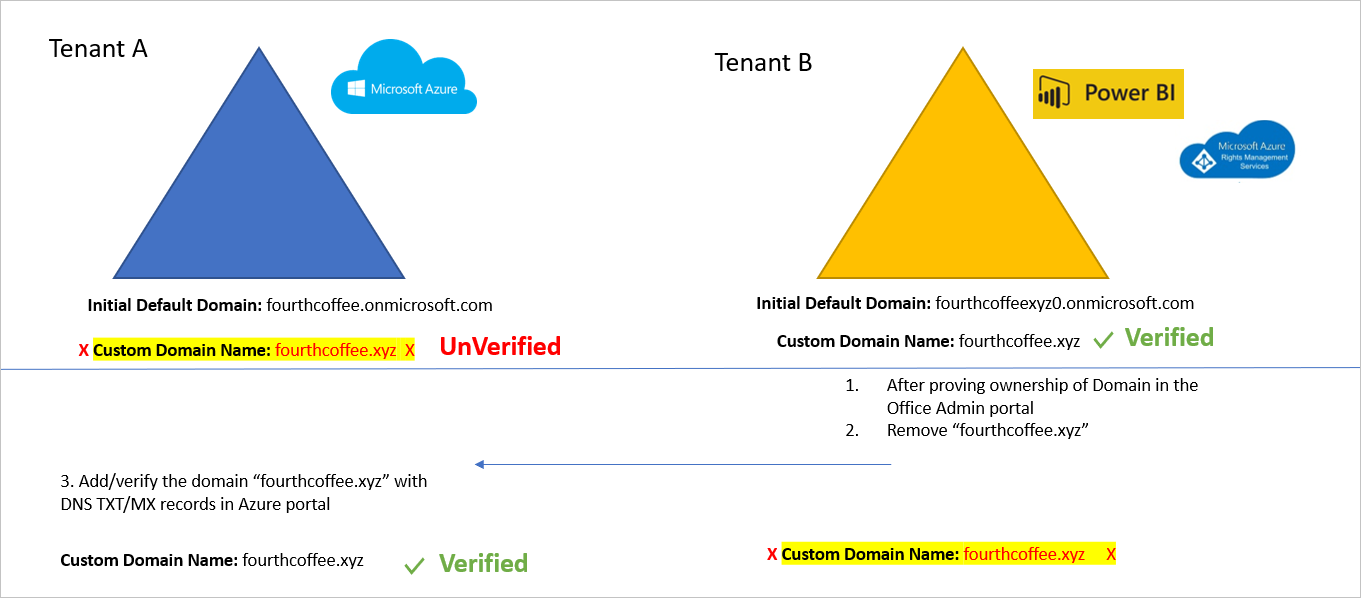 Tenant A
Microsoft Azure
Tenant B
Power BI
Microsoft Azure
Rights Management
Services
Initial Default Domain: fourthcoffee.onmicrosoft.com
X Custom Domain Name: fourthcoffee.xyz X UnVerified
Initial Default Domain: fourthcoffeexyz0.onmicrosoft.com
Custom Domain Name: fourthcoffee.xyz ✓ Verified
1. After proving ownership of Domain in the
Office Admin portal
2. Remove “fourthcoffee.xyz”
3. Add/verify the domain “fourthcoffee.xyz” with
DNS TXT/MX records in Azure portal
Custom Domain Name: fourthcoffee.xyz ✓ Verified
X Custom Domain Name: fourthcoffee.xyz X